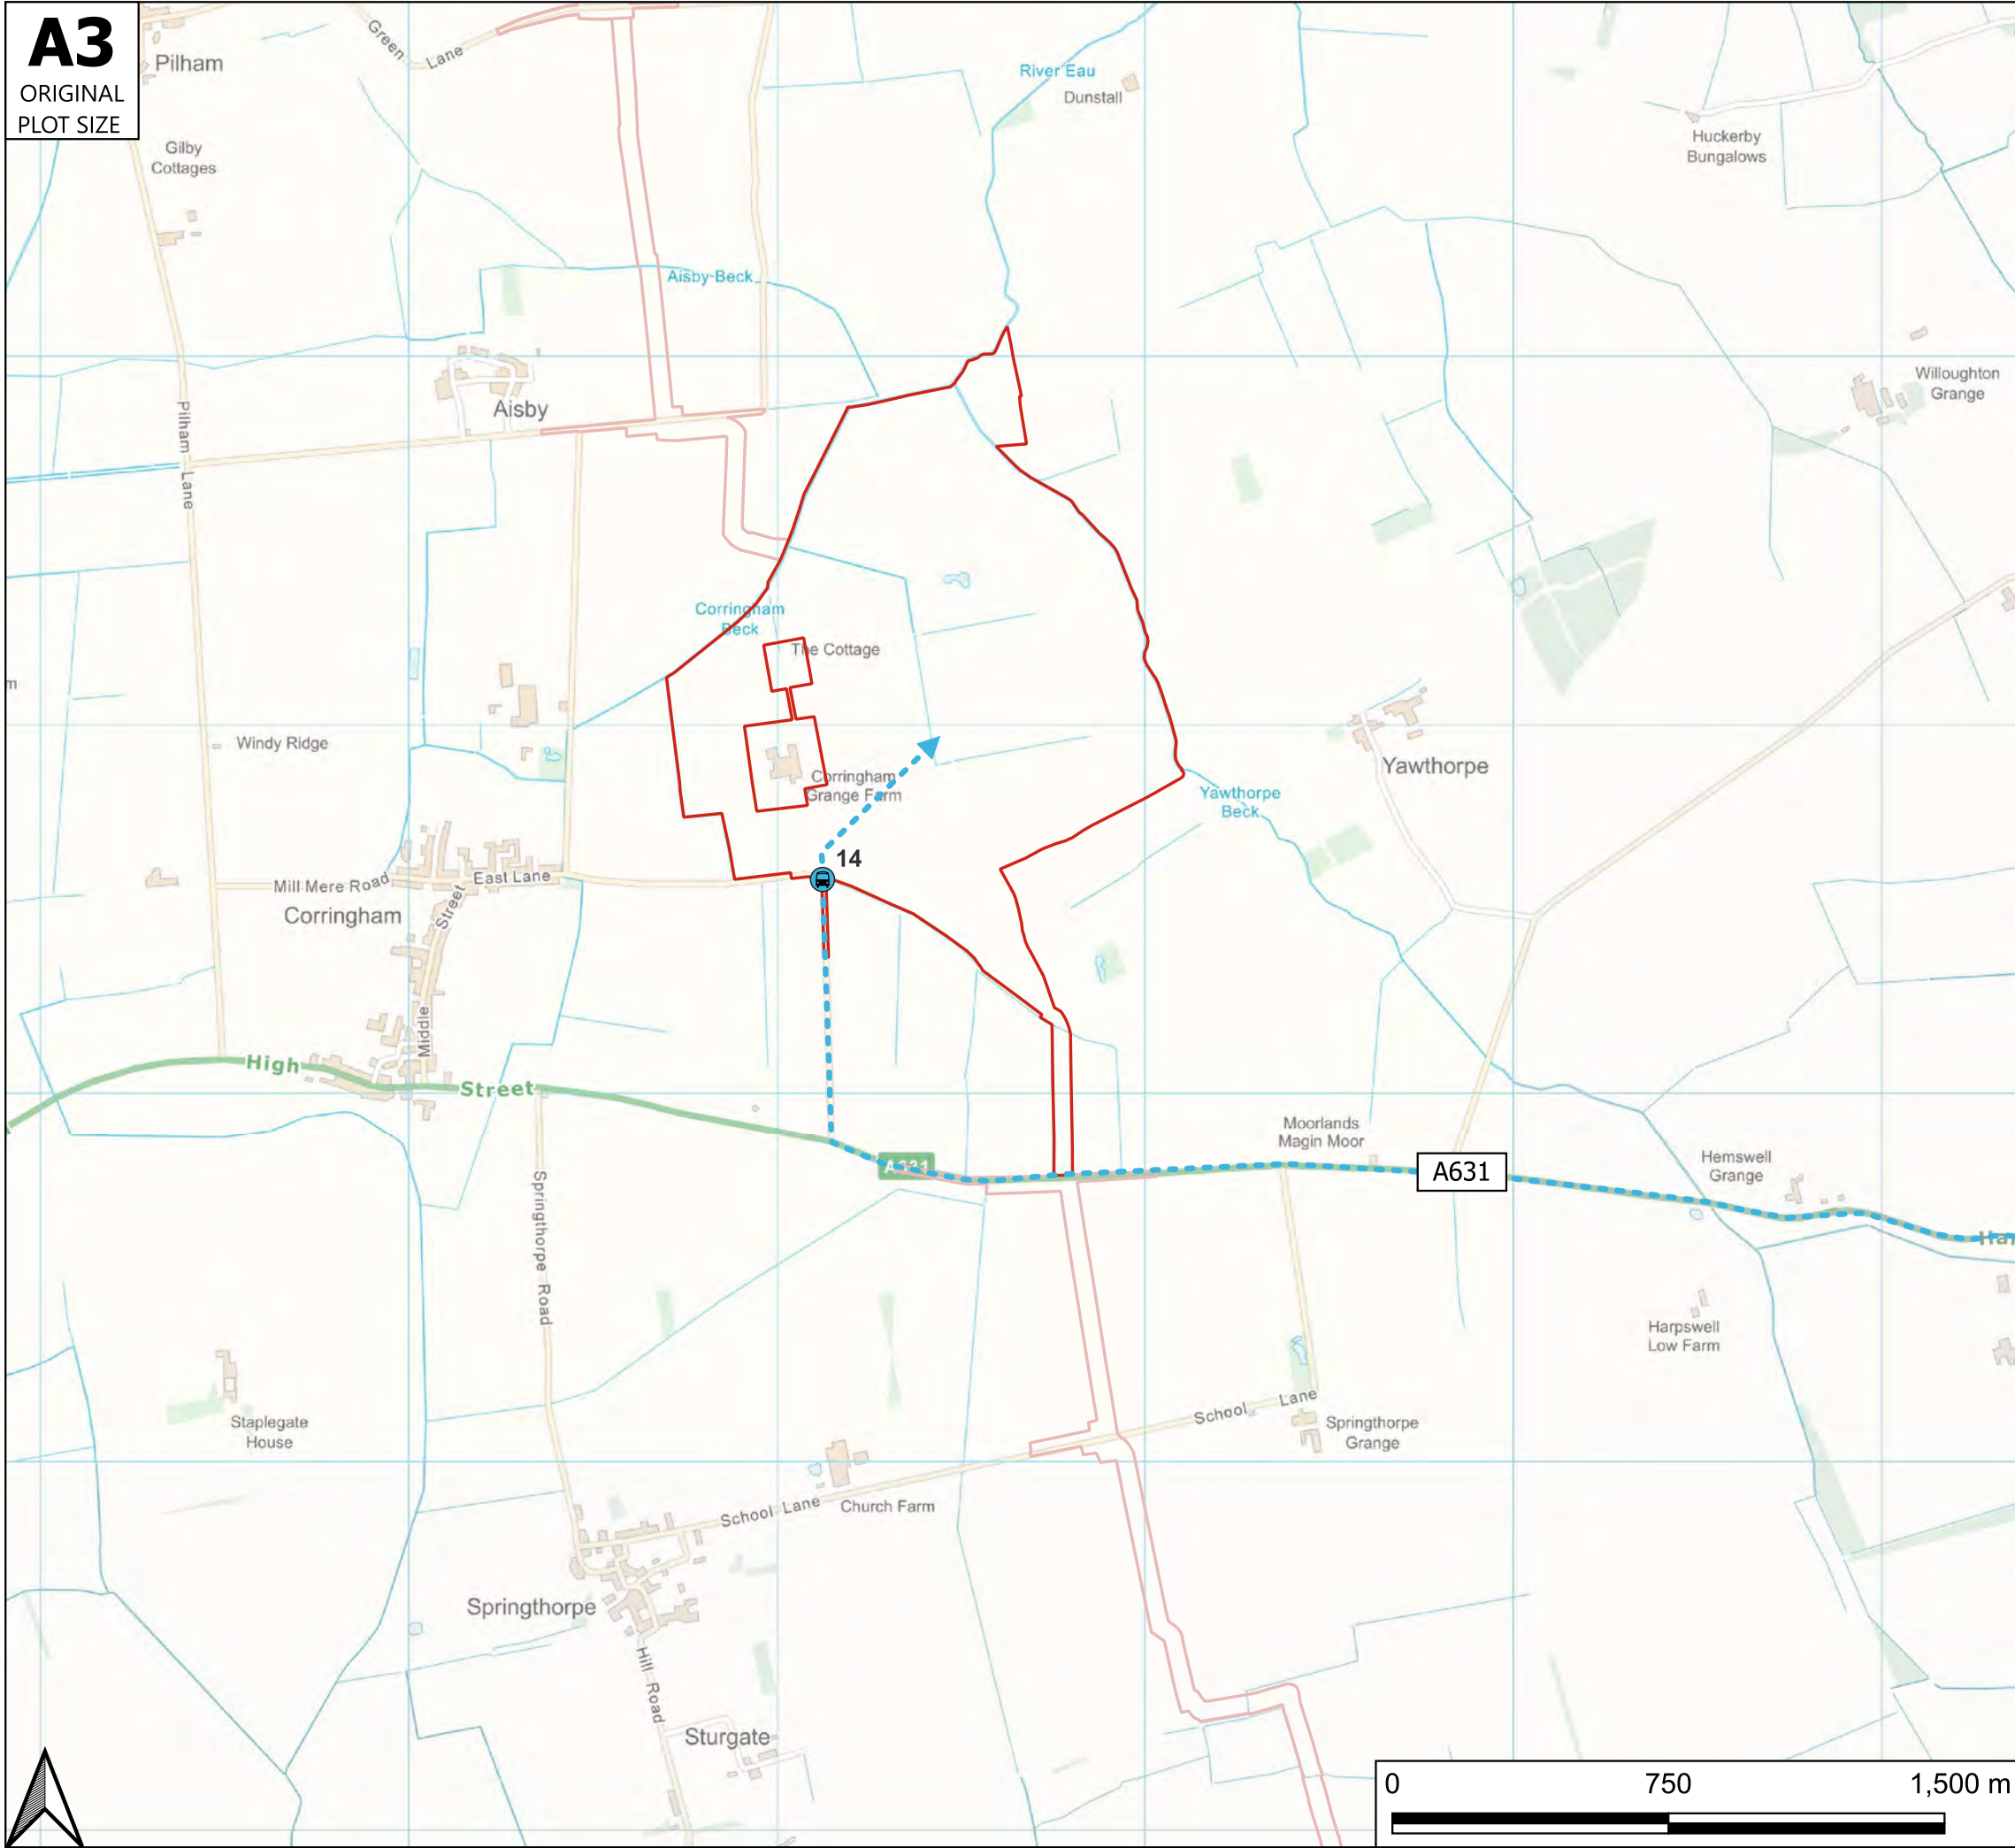 A3
ORIGINAL
PLOT SIZE
Pilham
Green Lane
River Eau
Dunstall
Huckerby
Bungalows
Gilby
Cottages
Aisby Beck
Willoughton
Grange
Aisby
Pilham Lane
Corringham
Beck
The Cottage
m
Windy Ridge
Corringham
Grange Farm
Yawthorpe
Yawthorpe
Beck
14
Mill Mere Road
East Lane
Corringham
Middle Street
High Street
A631
Moorlands
Magin Moor
A631
Hemswell
Grange
Har
Springthorpe Road
Harpswell
Low Farm
School Lane
Staplegate
House
Springthorpe
Grange
School Lane
Church Farm
Springthorpe
Hill Road
Sturgate
0 750 1,500 m